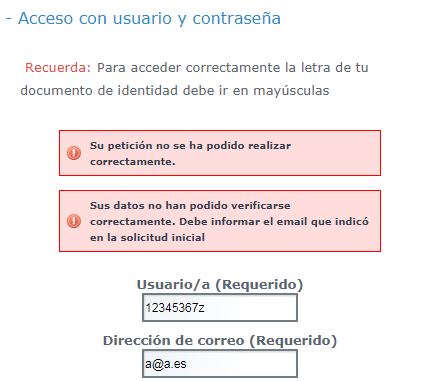 - Acceso con usuario y contraseña
Recuerda: Para acceder correctamente la letra de tu
documento de identidad debe ir en mayúsculas
Su petición no se ha podido realizar
correctamente.
Sus datos no han podido verificarse
correctamente. Debe informar el email que indicó
en la solicitud inicial
Usuario/a (Requerido)
12345367z
Dirección de correo (Requerido)
a@a.es